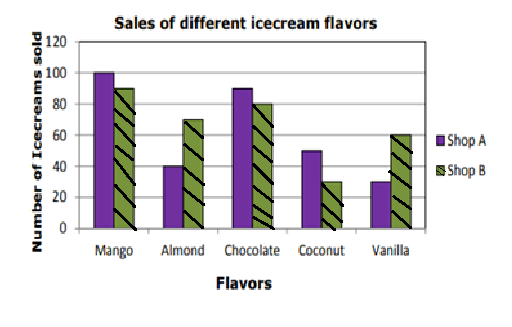 Sales of different icecream flavors
Number of Icecreams sold
120
100
80
60
40
20
0
Mango Almond Chocolate Coconut Vanilla
Flavors
Shop A
Shop B